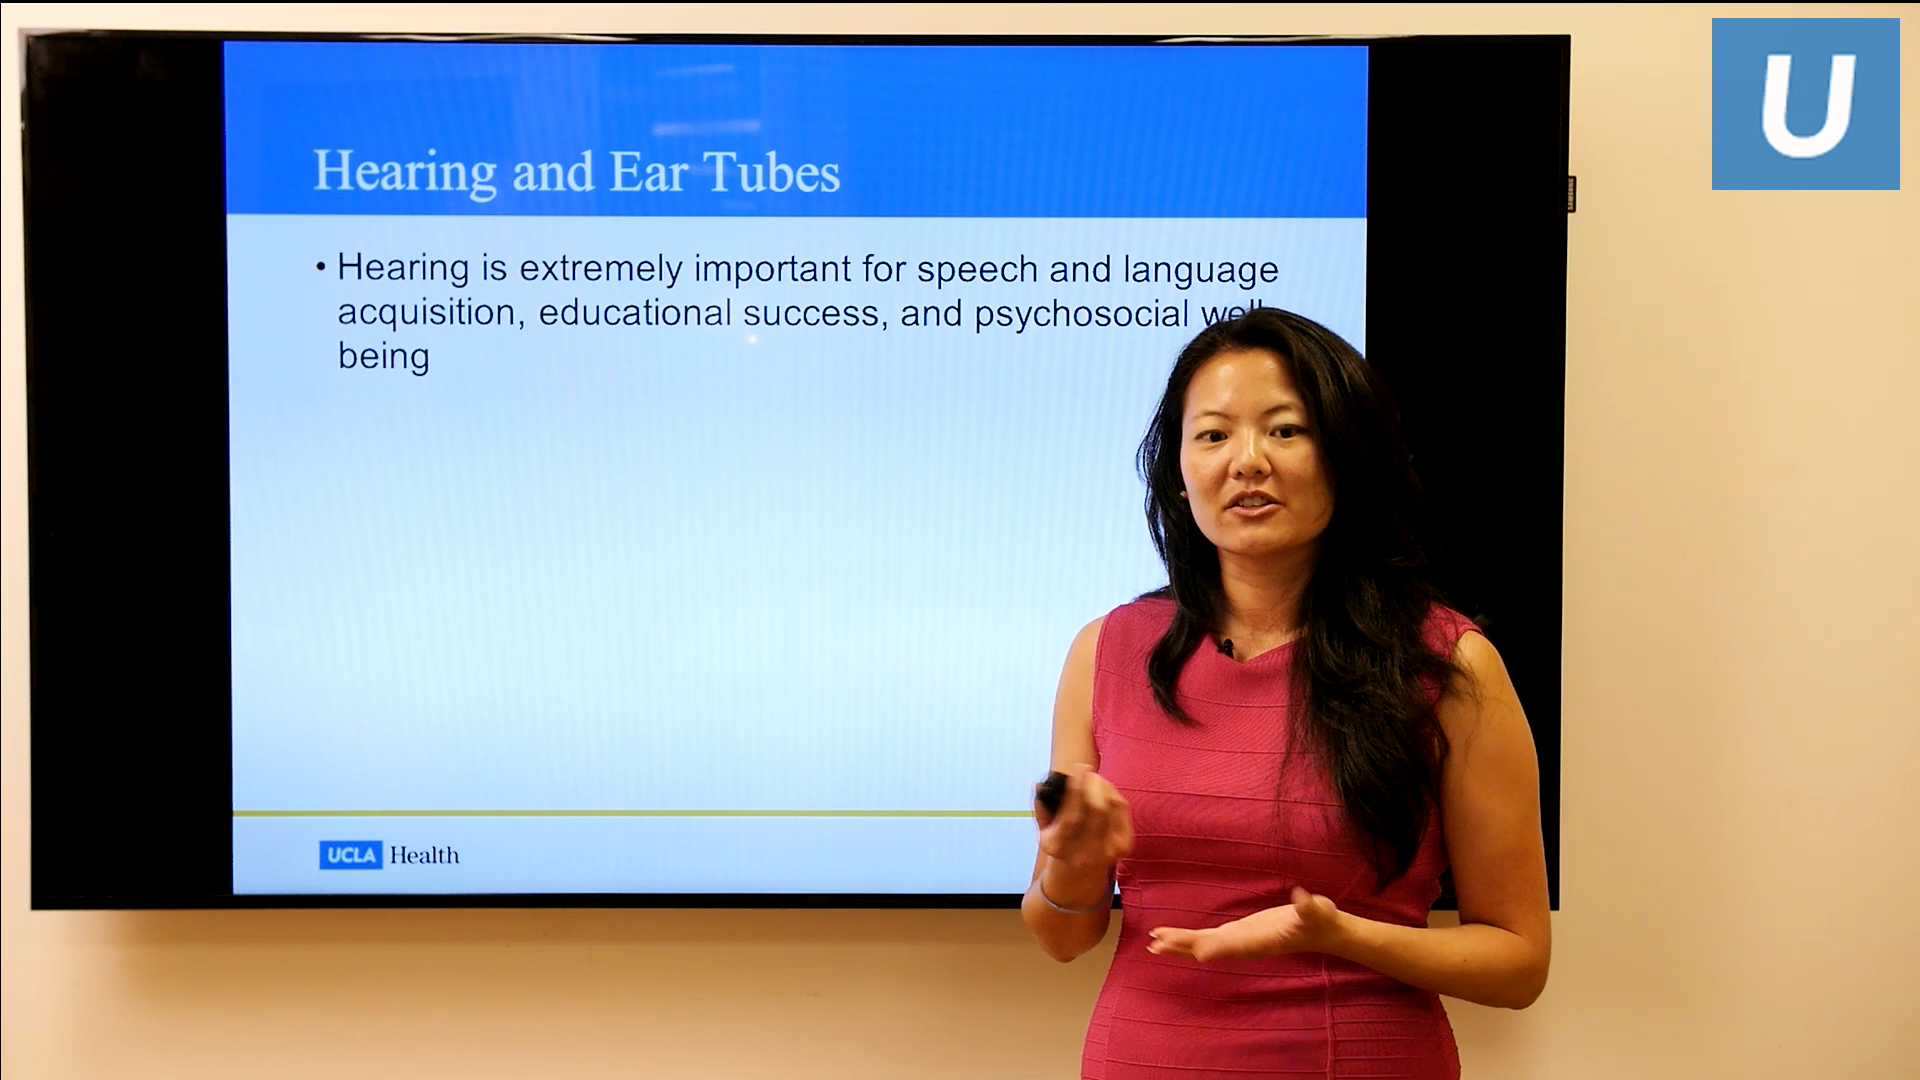 U
Hearing and Ear Tubes
• Hearing is extremely important for speech and language
acquisition, educational success, and psychosocial
being
UCLA Health
SAMSUNG